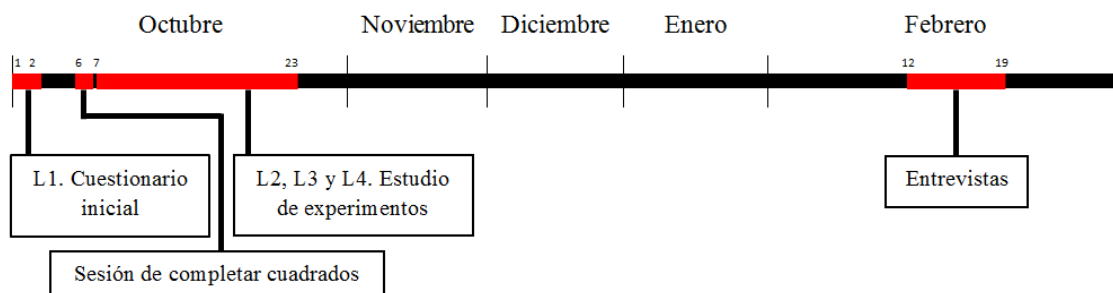 Octubre
Noviembre
Diciembre
Enero
Febrero
1 2 6 7 23 12 19
L1. Cuestionario
inicial
L2, L3 y L4. Estudio
de experimentos
Entrevistas
Sesión de completar cuadrados